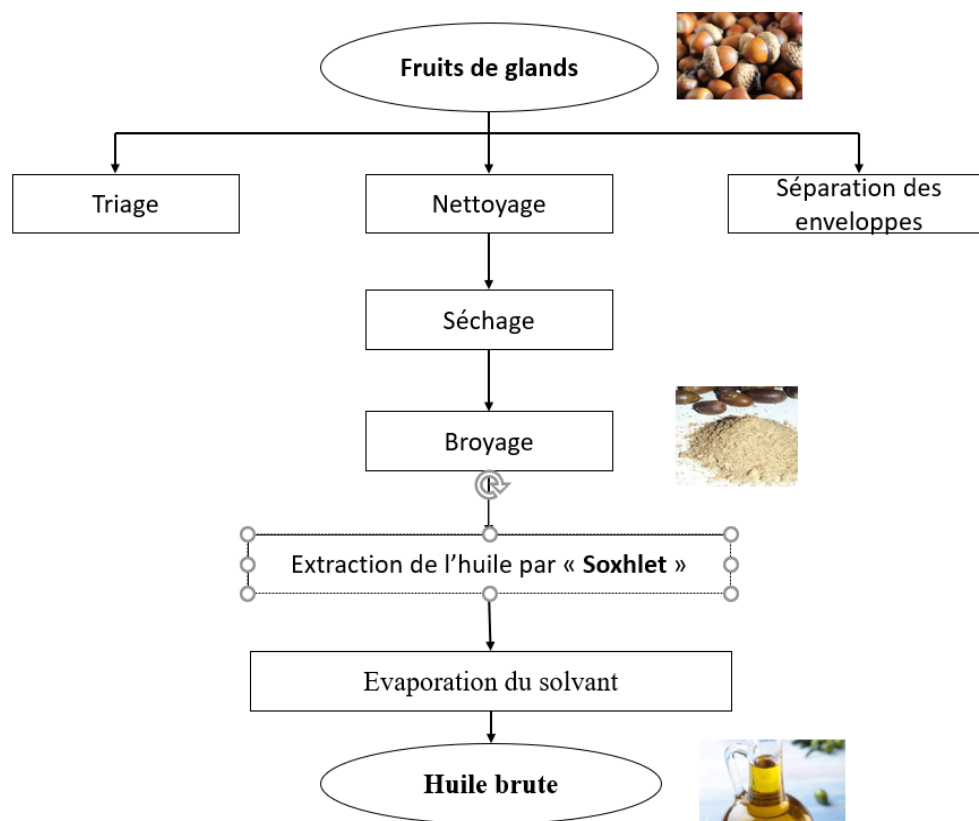 Fruits de glands
Triage
Nettoyage
Séparation des
enveloppes
Séchage
Broyage
Extraction de l’huile par « Soxhlet »
Evaporation du solvant
Huile brute